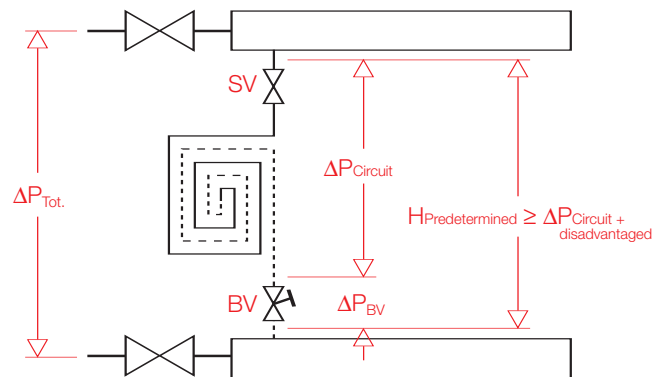 SV
ΔPCircuit
ΔPTot.
HPredetermined ≥ ΔPCircuit +
disadvantaged
BV
ΔPBV